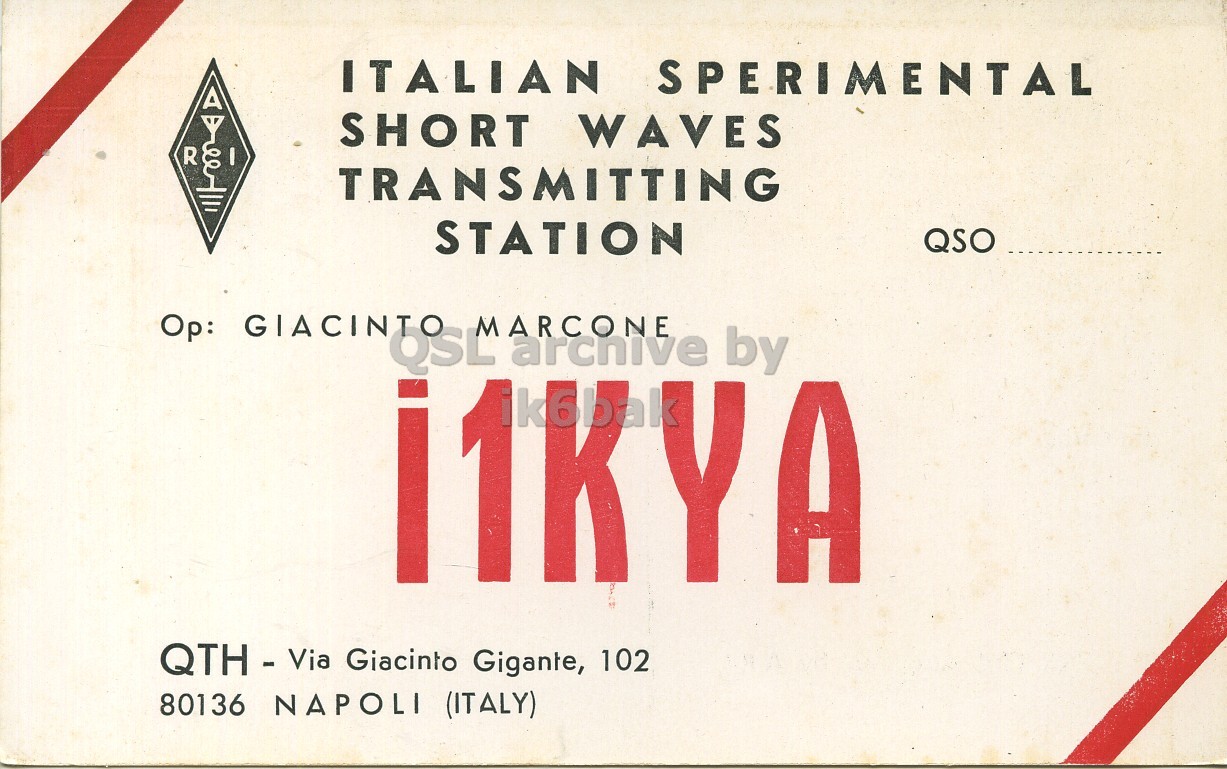 A
R I
ITALIAN SPERIMENTAL
SHORT WAVES
TRANSMITTING
STATION
QSO ................
Op: GIACINTO MARCONE
QSL archive by
ik6bak
i1KYA
QTH - Via Giacinto Gigante, 102
80136 NAPOLI (ITALY)